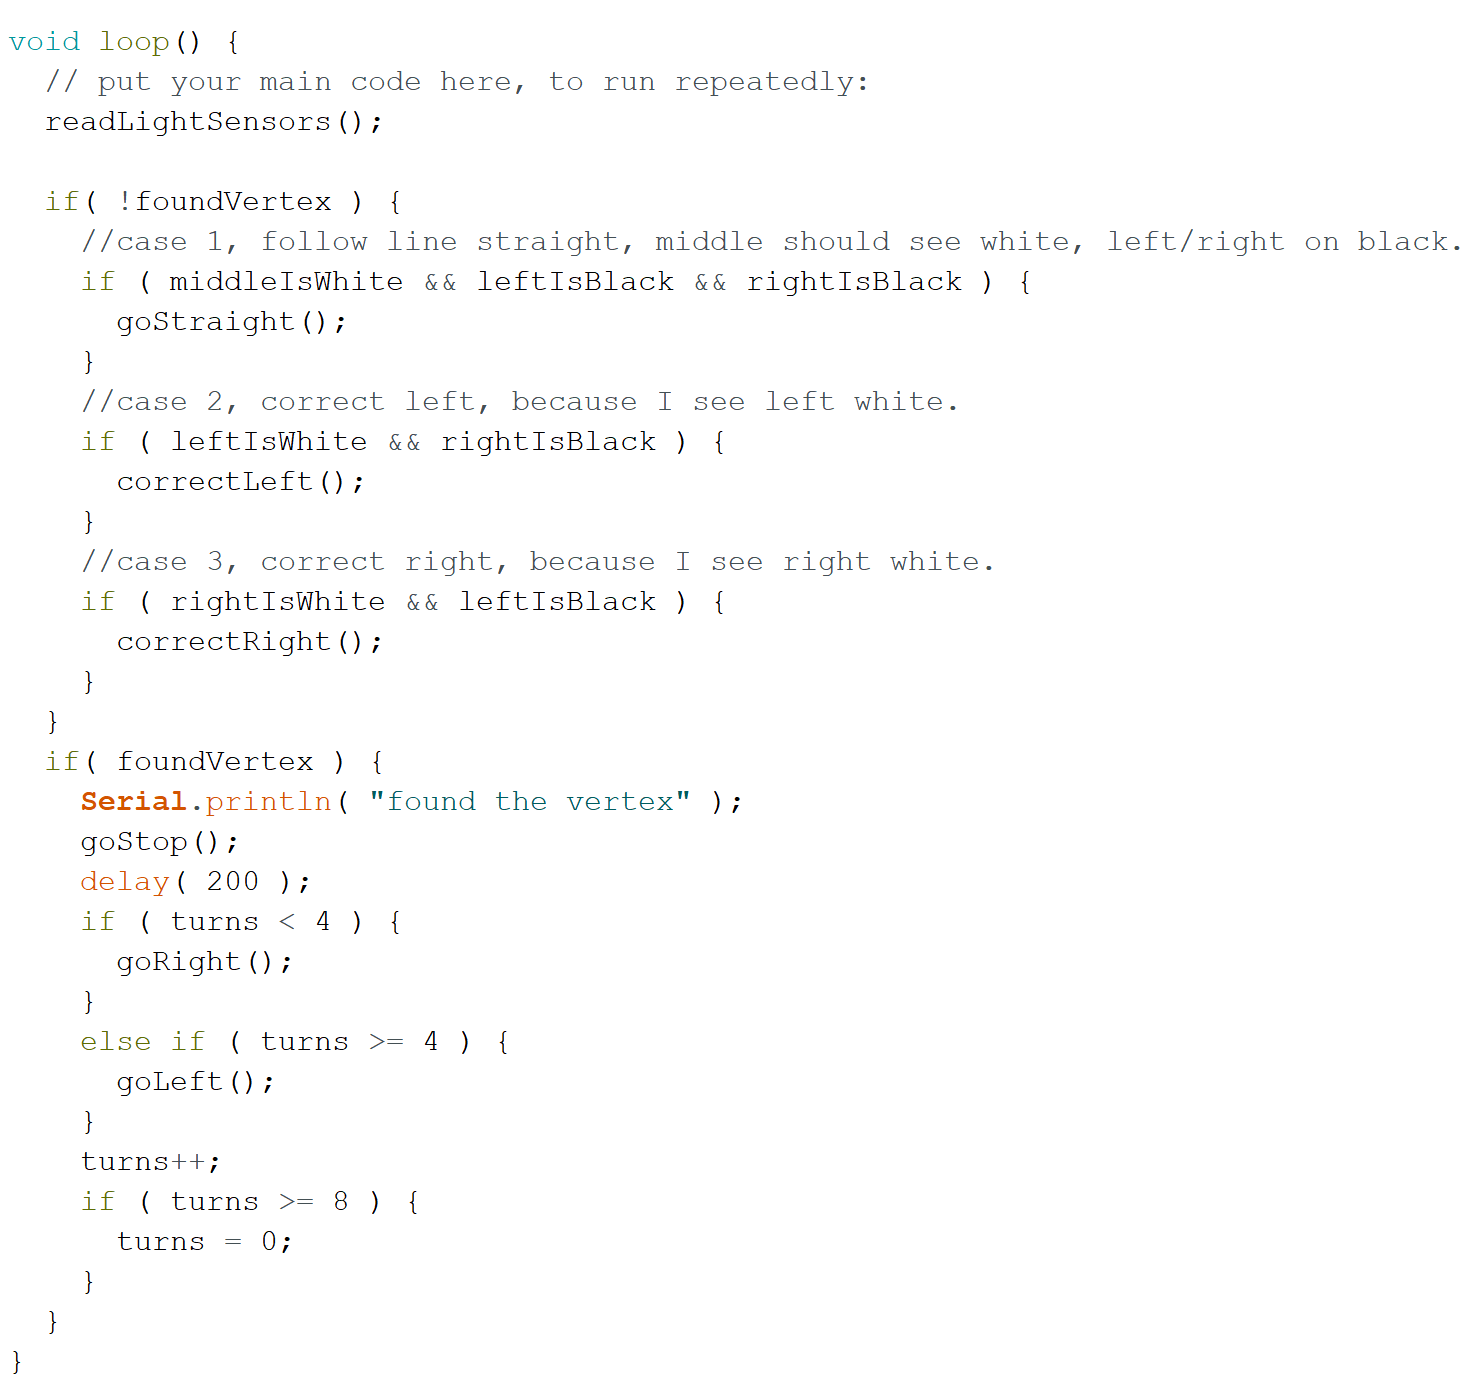 void loop() {
  // put your main code here, to run repeatedly:
  readLightSensors();

  if( !foundVertex ) {
    //case 1, follow line straight, middle should see white, left/right on black.
    if ( middleIsWhite && leftIsBlack && rightIsBlack ) {
      goStraight();
    }
    //case 2, correct left, because I see left white.
    if ( leftIsWhite && rightIsBlack ) {
      correctLeft();
    }
    //case 3, correct right, because I see right white.
    if ( rightIsWhite && leftIsBlack ) {
      correctRight();
    }
  }
  if( foundVertex ) {
    Serial.println( "found the vertex" );
    goStop();
    delay( 200 );
    if ( turns < 4 ) {
      goRight();
    }
    else if ( turns >= 4 ) {
      goLeft();
    }
    turns++;
    if ( turns >= 8 ) {
      turns = 0;
    }
  }
}